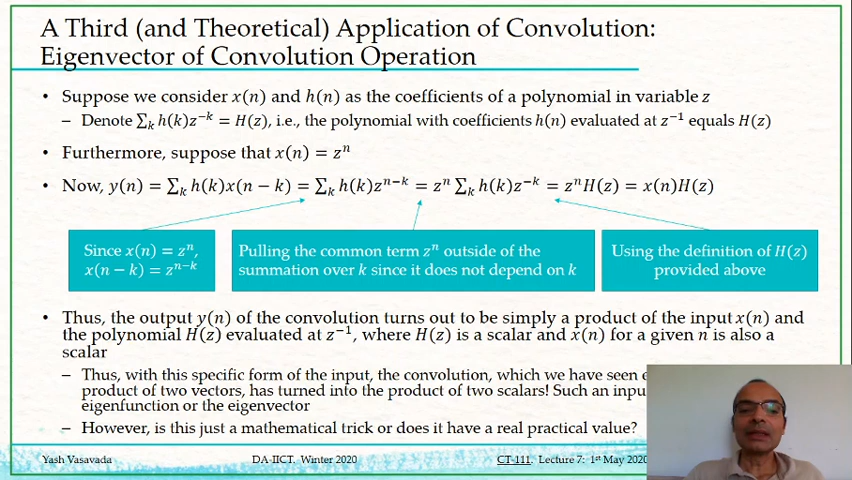 A Third (and Theoretical) Application of Convolution:
Eigenvector of Convolution Operation
• Suppose we consider x(n) and h(n) as the coefficients of a polynomial in variable z
– Denote ∑ₖ h(k)z⁻ᵏ = H(z), i.e., the polynomial with coefficients h(n) evaluated at z⁻¹ equals H(z)
• Furthermore, suppose that x(n) = zⁿ
• Now, y(n) = ∑ₖ h(k)x(n − k) = ∑ₖ h(k)zⁿ⁻ᵏ = zⁿ ∑ₖ h(k)z⁻ᵏ = zⁿH(z) = x(n)H(z)
Since x(n) = zⁿ,
x(n − k) = zⁿ⁻ᵏ
Pulling the common term zⁿ outside of the
summation over k since it does not depend on k
Using the definition of H(z)
provided above
• Thus, the output y(n) of the convolution turns out to be simply a product of the input x(n) and
the polynomial H(z) evaluated at z⁻¹, where H(z) is a scalar and x(n) for a given n is also a
scalar
– Thus, with this specific form of the input, the convolution, which we have seen
product of two vectors, has turned into the product of two scalars! Such an
eigenfunction or the eigenvector
– However, is this just a mathematical trick or does it have a real practical value?
Yash Vasavada
DA-IICT. Winter 2020
CT-111. Lecture 7: 1st May 2020